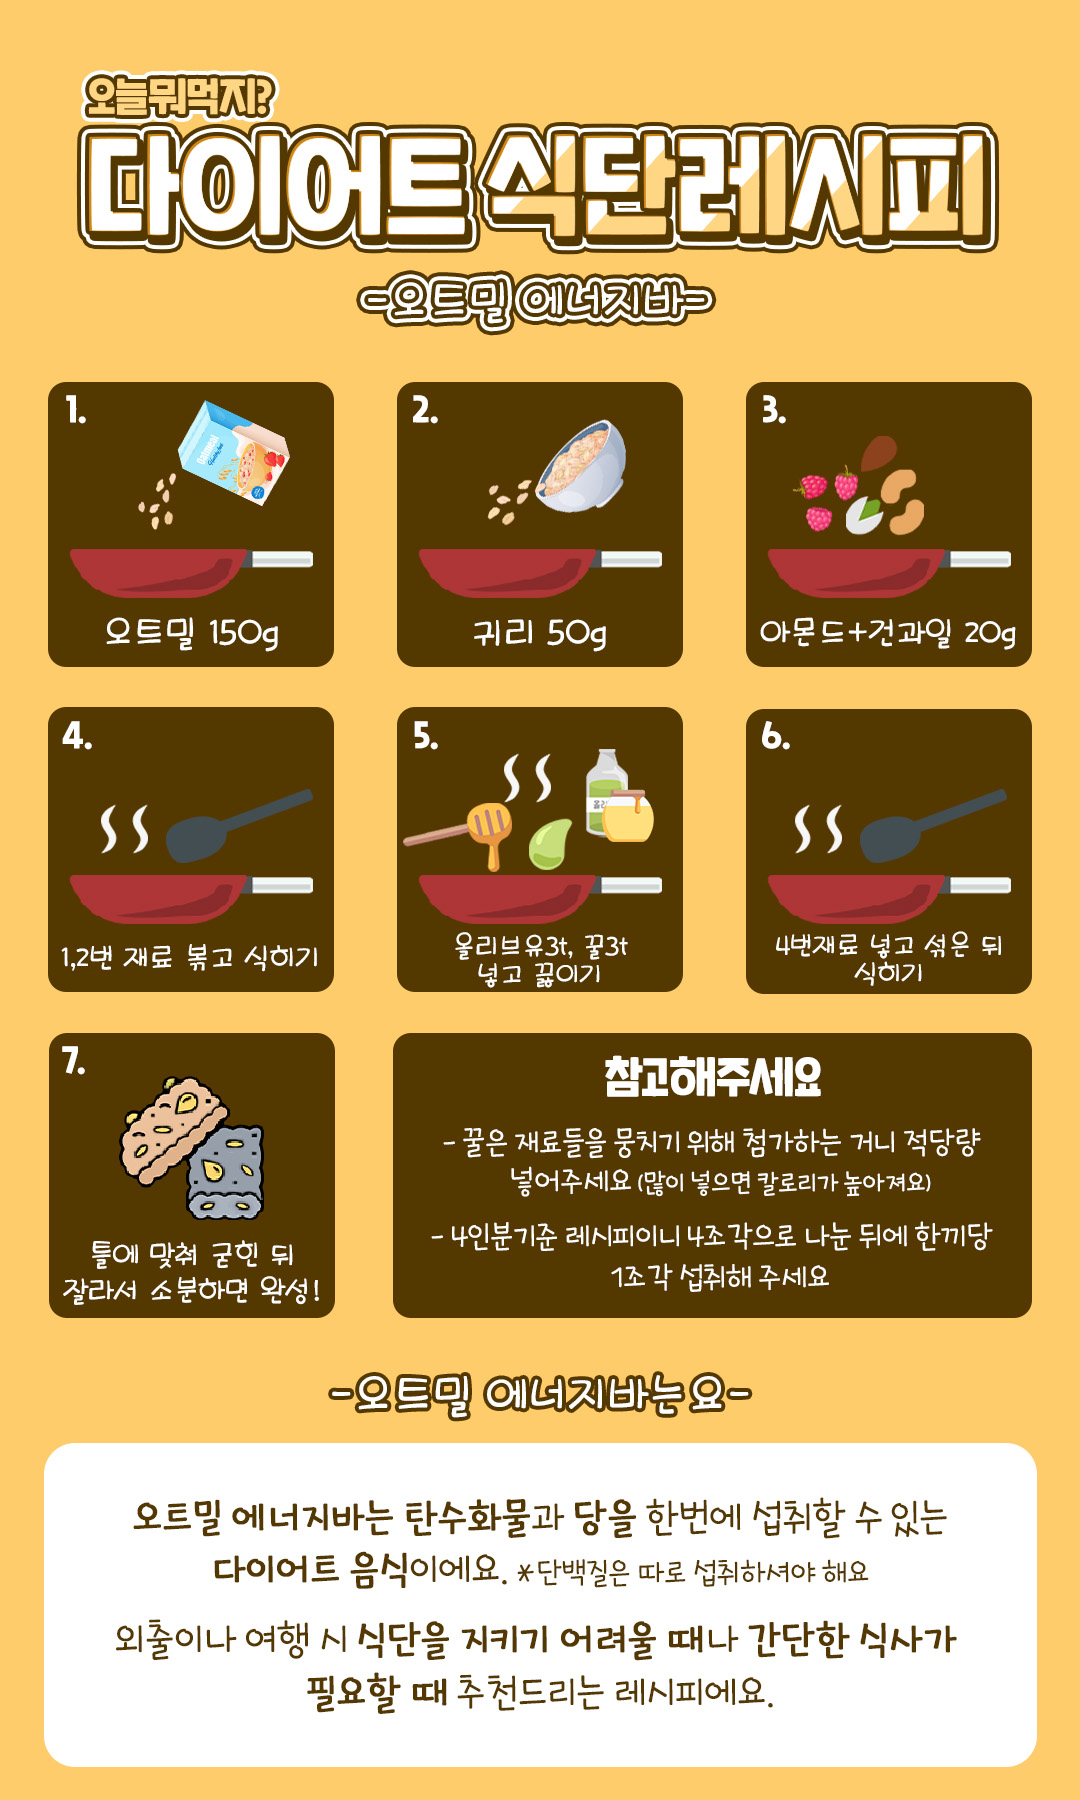 오늘뭐먹지?
다이어트 식단레시피
-오트밀 에너지바-
1.
Oatmeal
오트밀 150g
2.
귀리 50g
3.
아몬드+건과일 20g
4.
1,2번 재료 볶고 식히기
5.
올리브유3t, 꿀3t
넣고 끓이기
6.
4번재료 넣고 섞은 뒤
식히기
7.
틀에 맞춰 굳힌 뒤
잘라서 소분하면 완성!
참고해주세요
- 꿀은 재료들을 뭉치기 위해 첨가하는 거니 적당량
넣어주세요 (많이 넣으면 칼로리가 높아져요)
- 4인분기준 레시피이니 4조각으로 나눈 뒤에 한끼당
1조각 섭취해 주세요
-오트밀 에너지바는요-
오트밀 에너지바는 탄수화물과 당을 한번에 섭취할 수 있는
다이어트 음식이에요. *단백질은 따로 섭취하셔야 해요
외출이나 여행 시 식단을 지키기 어려울 때나 간단한 식사가
필요할 때 추천드리는 레시피에요.